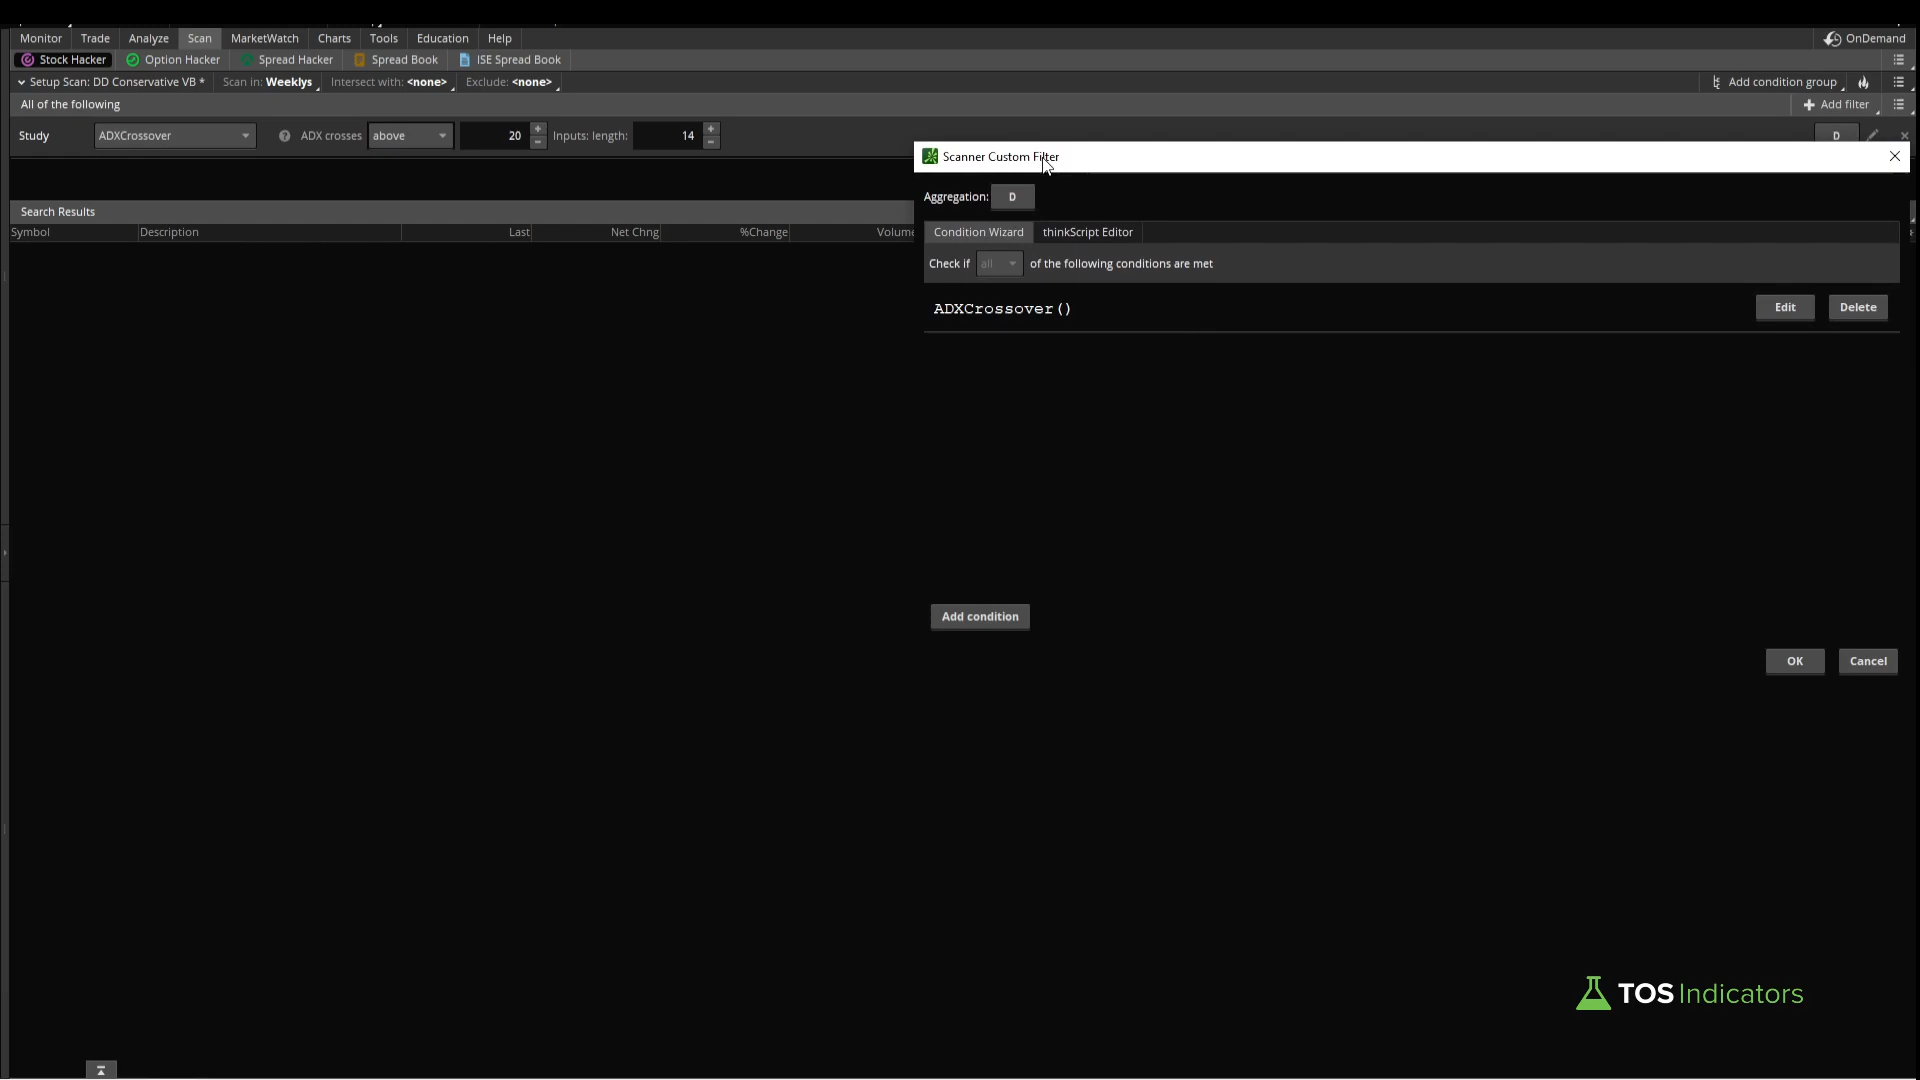 Monitor Trade Analyze Scan MarketWatch Charts Tools Education Help OnDemand
Stock Hacker Option Hacker Spread Hacker Spread Book ISE Spread Book
Setup Scan: DD Conservative VB * Scan in: Weeklys Intersect with: <none> Exclude: <none> Add condition group
All of the following Add filter
Study ADXCrossover ? ADX crosses above 20 Inputs: length: 14 D
Scanner Custom Filter
Aggregation: D
Search Results
Symbol Description Last Net Chng %Change Volume
Condition Wizard thinkScript Editor
Check if all of the following conditions are met
ADXCrossover() Edit Delete
Add condition
OK Cancel
TOS Indicators